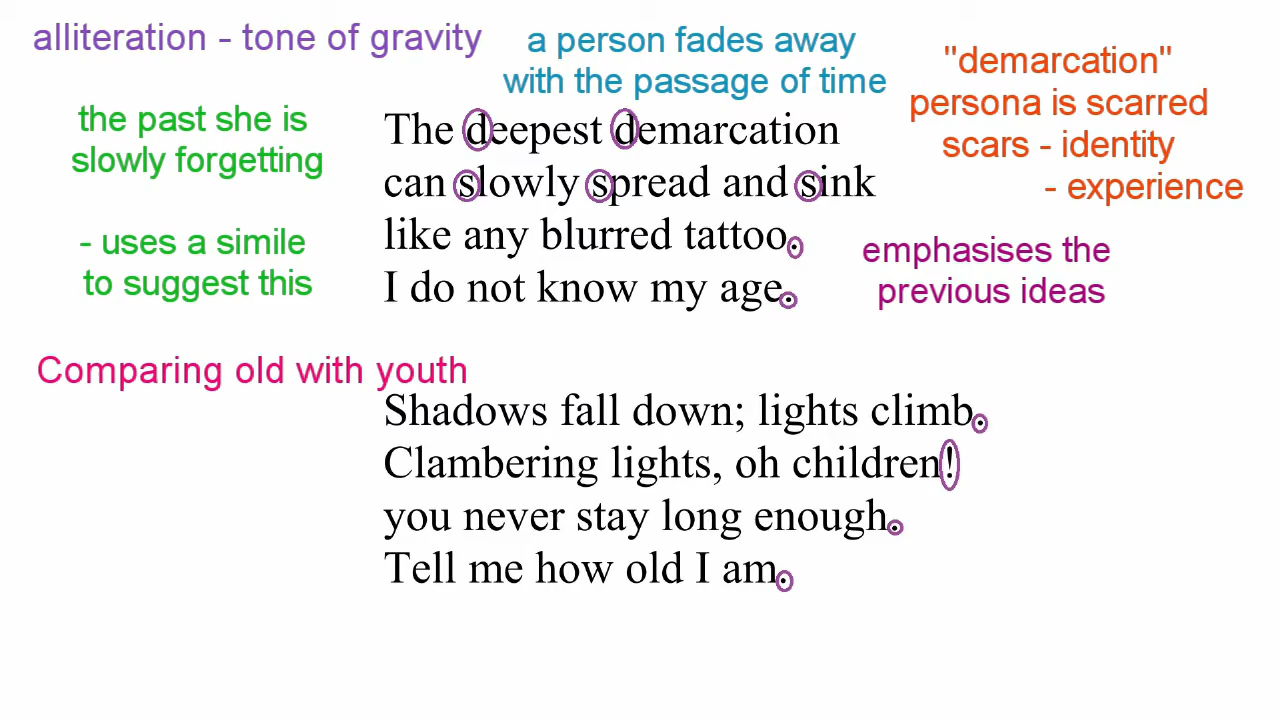 alliteration - tone of gravity
a person fades away
with the passage of time
"demarcation"
persona is scarred
scars - identity
- experience
the past she is
slowly forgetting
- uses a simile
to suggest this
The deepest demarcation
can slowly spread and sink
like any blurred tattoo.
I do not know my age.
emphasises the
previous ideas
Comparing old with youth
Shadows fall down; lights climb.
Clambering lights, oh children!
you never stay long enough.
Tell me how old I am.